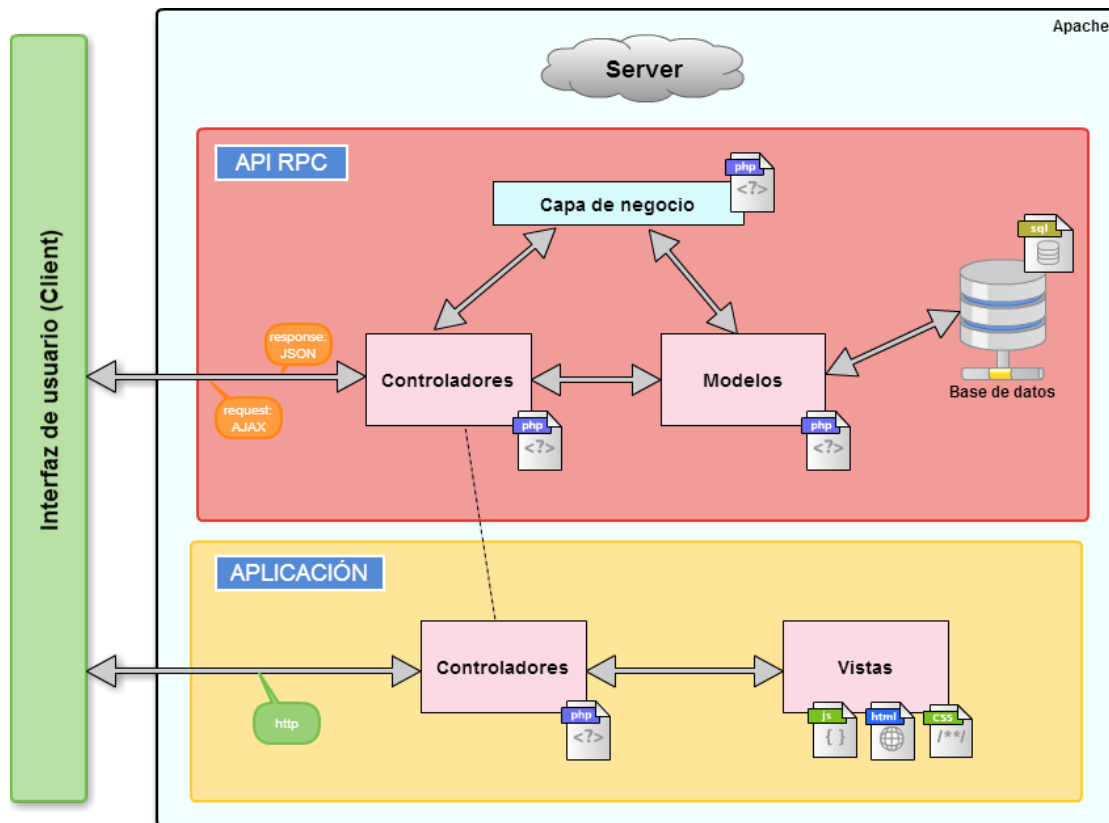 Apache
Server
API RPC
php
<?>
Capa de negocio
sql
Interfaz de usuario (Client)
response:
JSON
Controladores
Modelos
Base de datos
request:
AJAX
php
<?>
php
<?>
APLICACIÓN
Controladores
Vistas
http
php
<?>
js
{ }
html
css
/**/